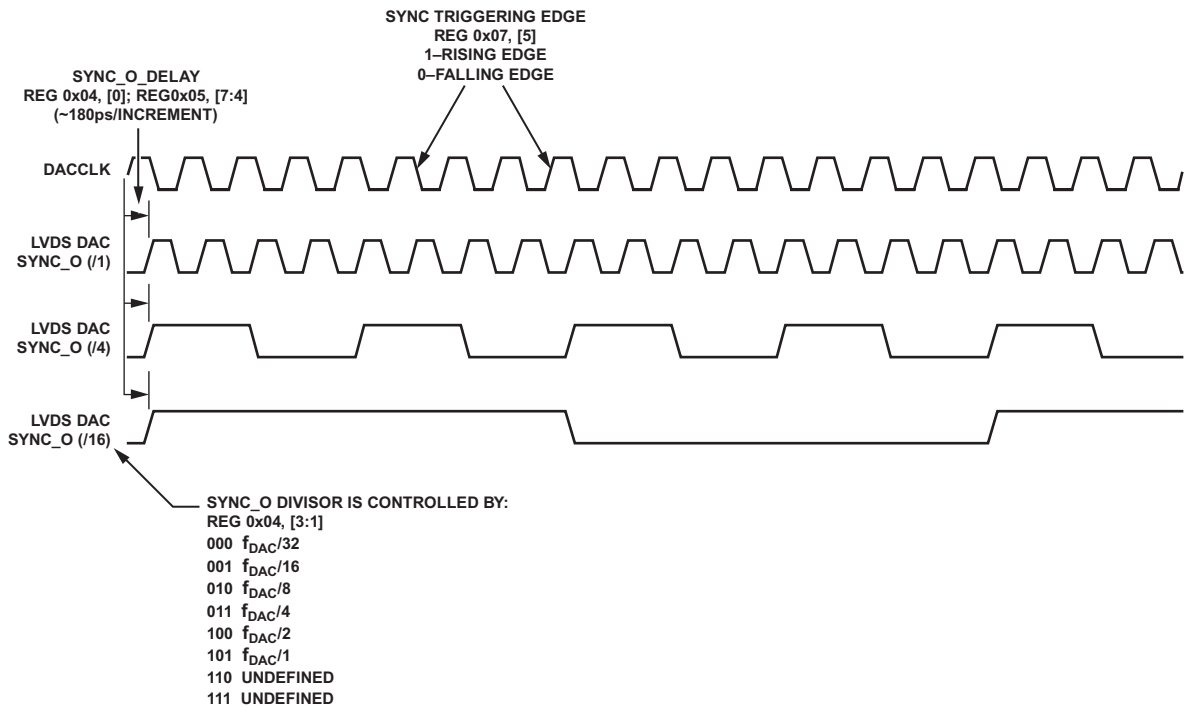 SYNC TRIGGERING EDGE
REG 0x07, [5]
1–RISING EDGE
0–FALLING EDGE
SYNC_O_DELAY
REG 0x04, [0]; REG0x05, [7:4]
(~180ps/INCREMENT)
DACCLK
LVDS DAC
SYNC_O (/1)
LVDS DAC
SYNC_O (/4)
LVDS DAC
SYNC_O (/16)
SYNC_O DIVISOR IS CONTROLLED BY:
REG 0x04, [3:1]
000 fDAC/32
001 fDAC/16
010 fDAC/8
011 fDAC/4
100 fDAC/2
101 fDAC/1
110 UNDEFINED
111 UNDEFINED